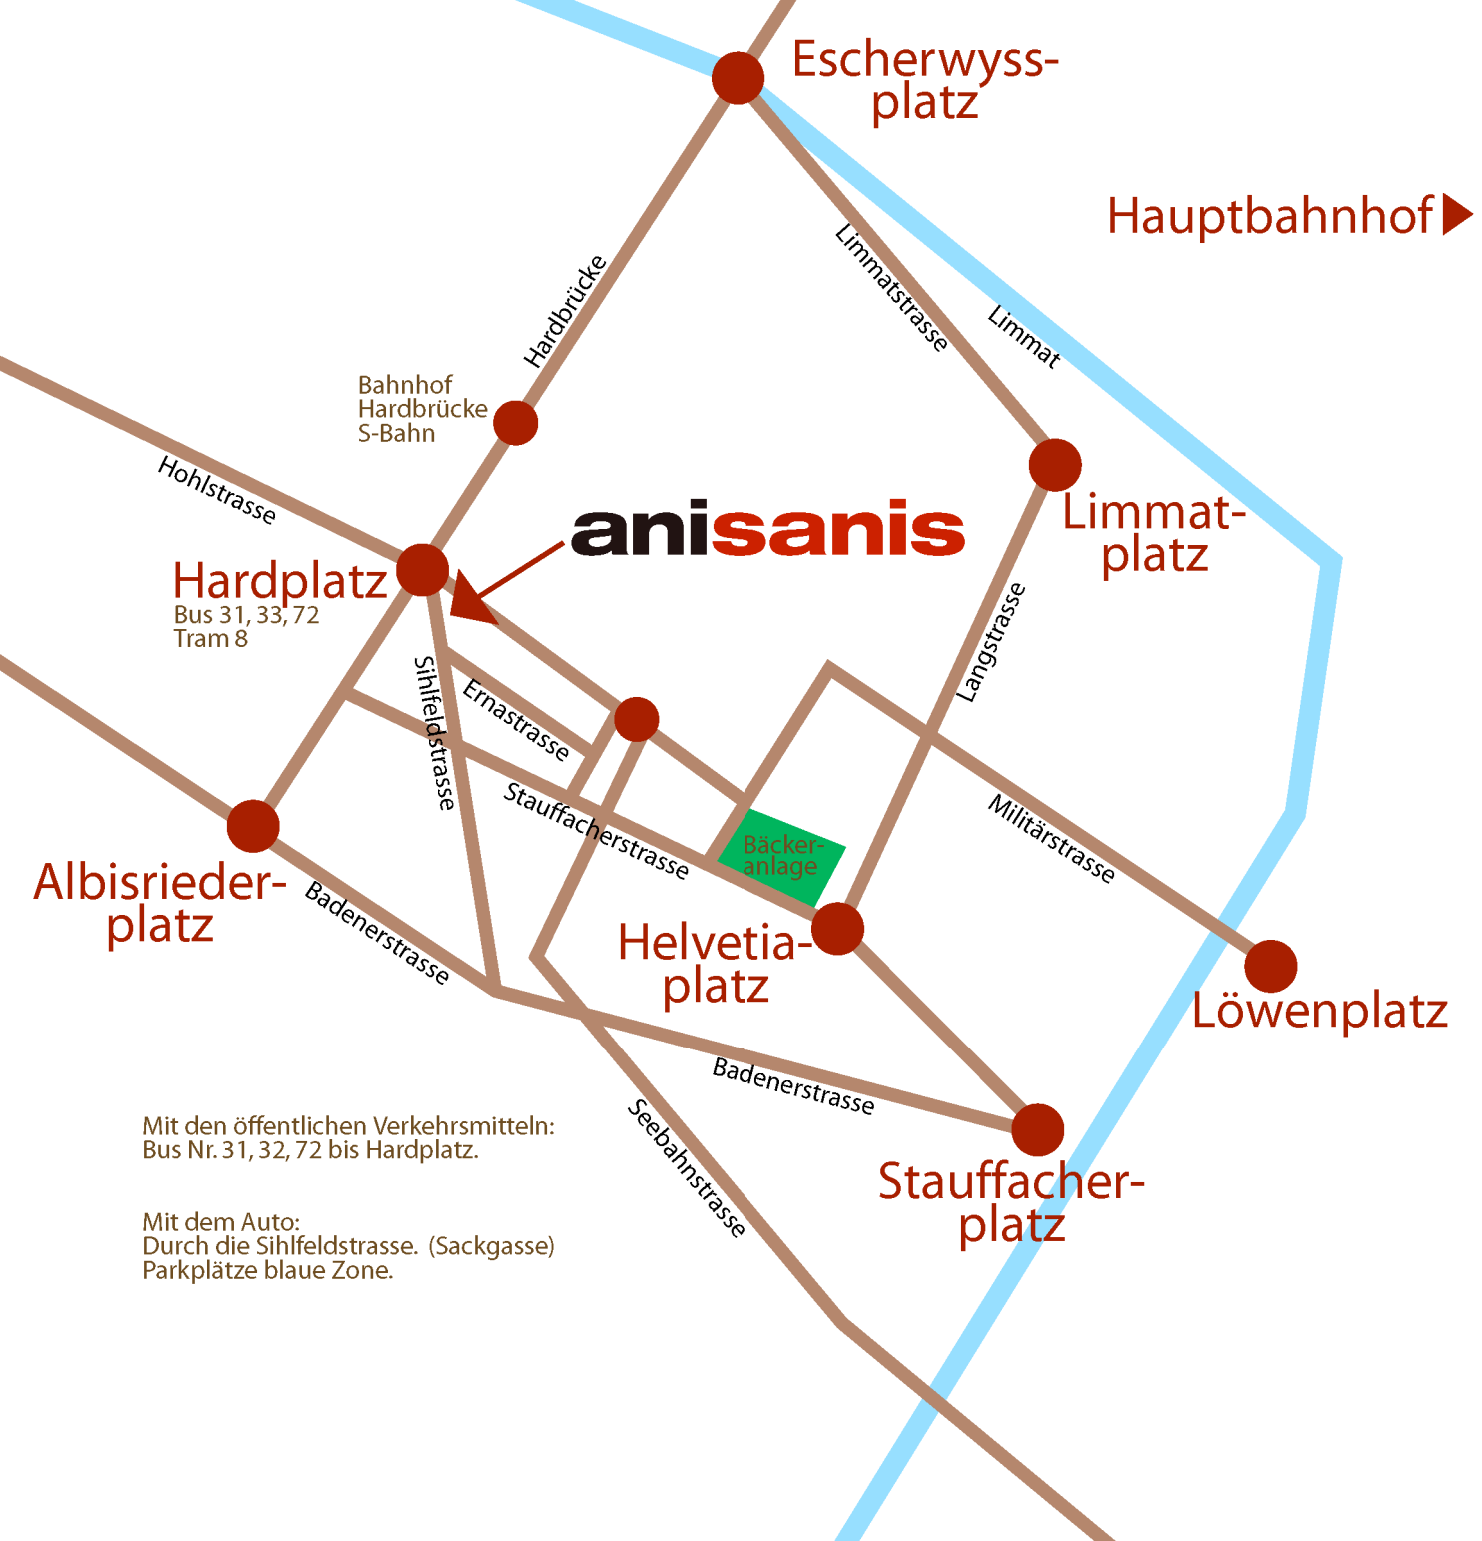 Escherwyss-
platz
Hauptbahnhof
Limmatstrasse
Limmat
Hardbrücke
Bahnhof
Hardbrücke
S-Bahn
Hohlstrasse
anisanis
Limmat-
platz
Hardplatz
Bus 31, 33, 72
Tram 8
Langstrasse
Sihlfeldstrasse
Ernastrasse
Stauffacherstrasse
Militärstrasse
Bäcker-
anlage
Albisrieder-
platz
Badenerstrasse
Helvetia-
platz
Löwenplatz
Badenerstrasse
Seebahnstrasse
Stauffacher-
platz
Mit den öffentlichen Verkehrsmitteln:
Bus Nr. 31, 32, 72 bis Hardplatz.
Mit dem Auto:
Durch die Sihlfeldstrasse. (Sackgasse)
Parkplätze blaue Zone.